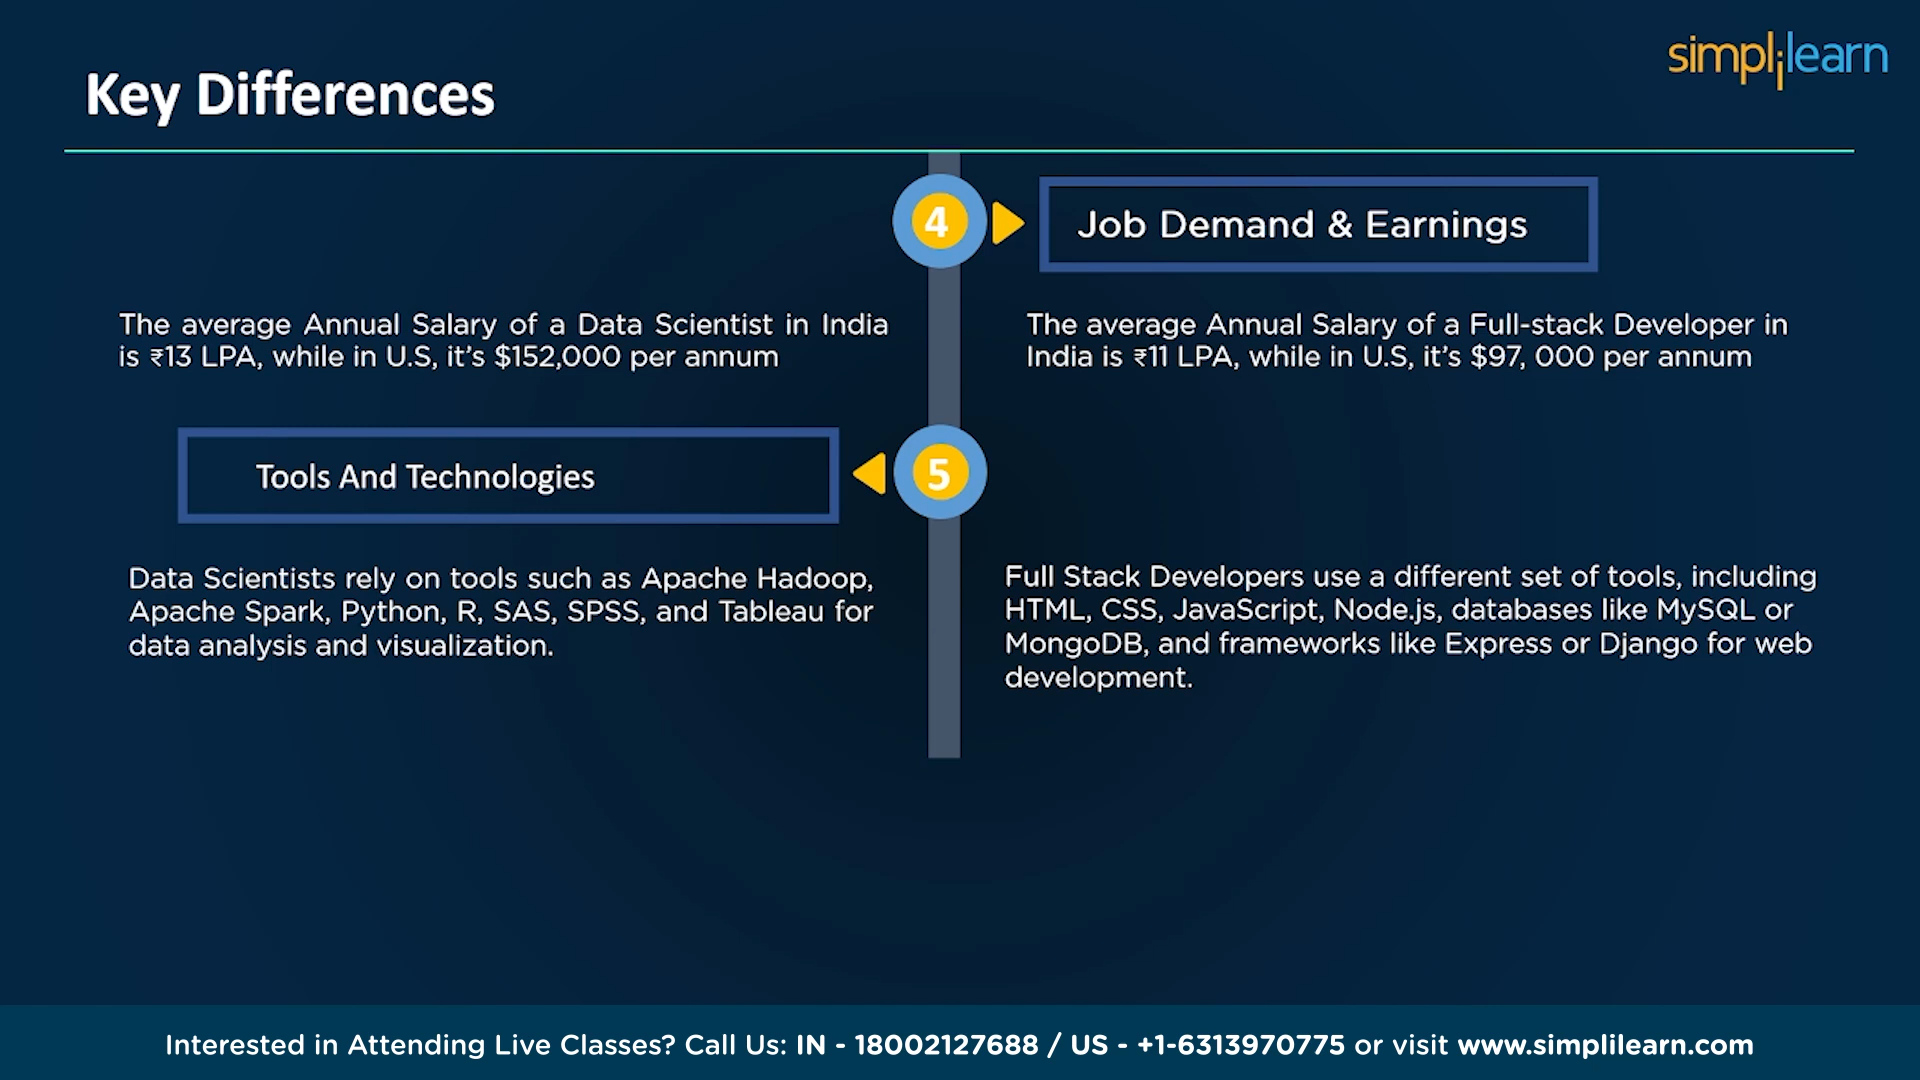 simplilearn
Key Differences
4
Job Demand & Earnings
The average Annual Salary of a Data Scientist in India
is ₹13 LPA, while in U.S, it's $152,000 per annum
The average Annual Salary of a Full-stack Developer in
India is ₹11 LPA, while in U.S, it's $97, 000 per annum
Tools And Technologies
5
Data Scientists rely on tools such as Apache Hadoop,
Apache Spark, Python, R, SAS, SPSS, and Tableau for
data analysis and visualization.
Full Stack Developers use a different set of tools, including
HTML, CSS, JavaScript, Node.js, databases like MySQL or
MongoDB, and frameworks like Express or Django for web
development.
Interested in Attending Live Classes? Call Us: IN - 18002127688 / US - +1-6313970775 or visit www.simplilearn.com